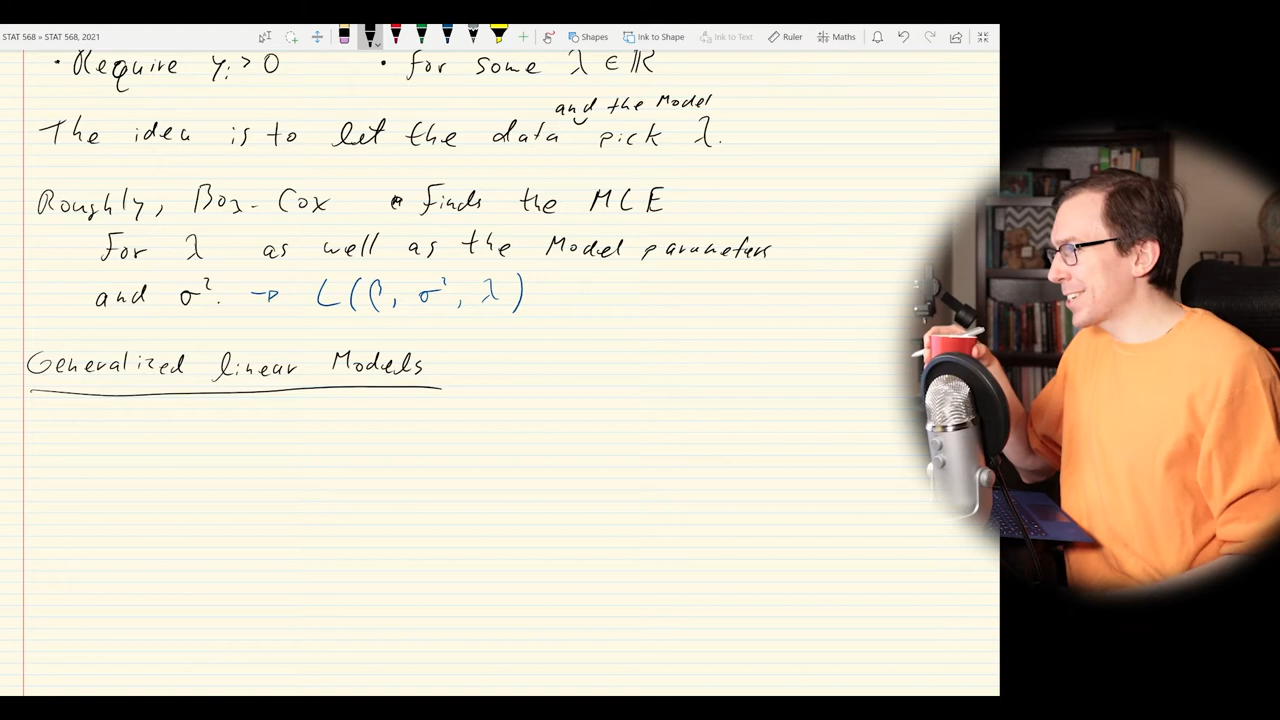 STAT 568 » STAT 568, 2021
Shapes
Ink to Shape
Ink to Text
Ruler
Maths
• Require yᵢ > 0 • for some λ ∈ ℝ
and the Model
The idea is to let the data pick λ.
Roughly, Box-Cox finds the MLE
For λ as well as the Model parameters
and σ². → L(β, σ², λ)
Generalized linear Models